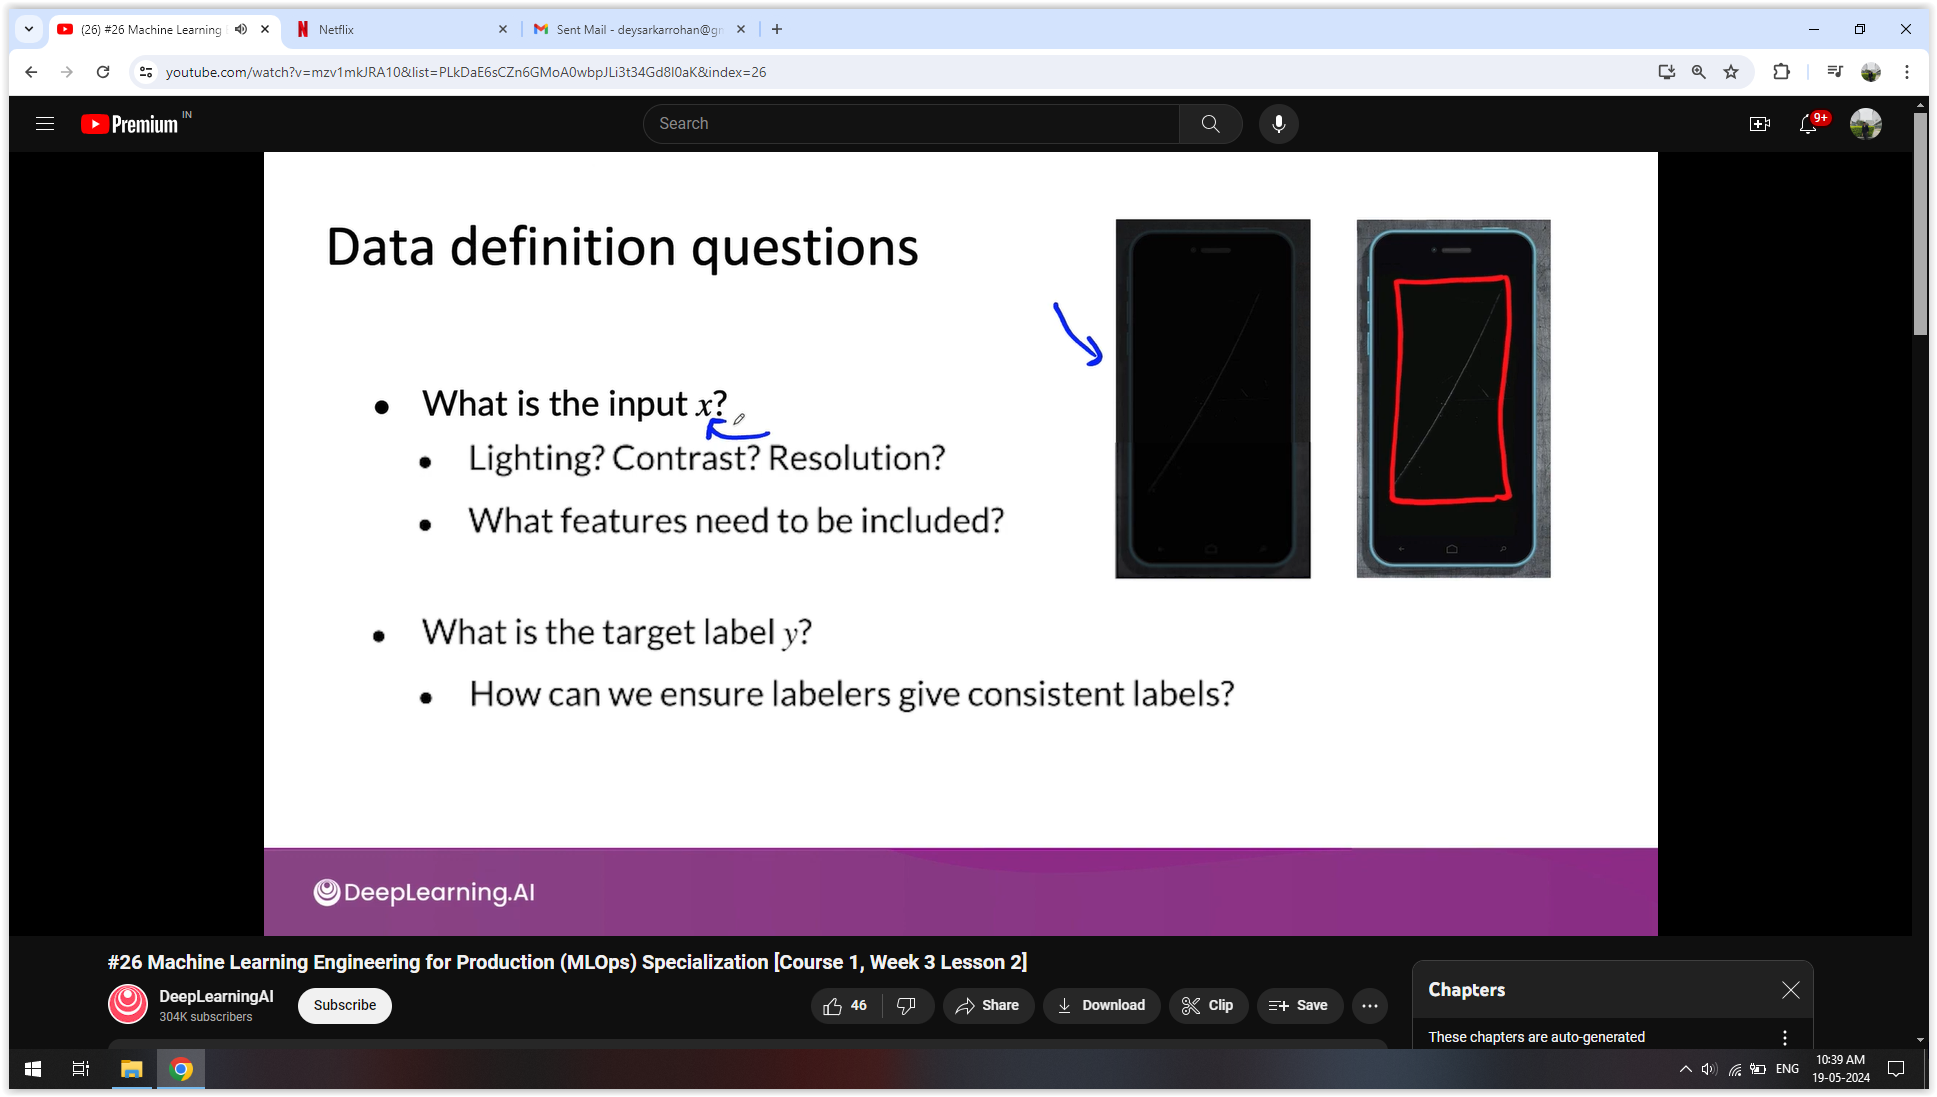 (26) #26 Machine Learning
Netflix
Sent Mail - deysarkarrohan@gm
youtube.com/watch?v=mzv1mkJRA10&list=PLkDaE6sCZn6GMoA0wbpJLi3t34Gd8l0aK&index=26
Premium IN
Search
9+
Data definition questions
What is the input x?
Lighting? Contrast? Resolution?
What features need to be included?
What is the target label y?
How can we ensure labelers give consistent labels?
DeepLearning.AI
#26 Machine Learning Engineering for Production (MLOps) Specialization [Course 1, Week 3 Lesson 2]
DeepLearningAI
304K subscribers
Subscribe
46
Share
Download
Clip
Save
Chapters
These chapters are auto-generated
ENG
10:39 AM
19-05-2024